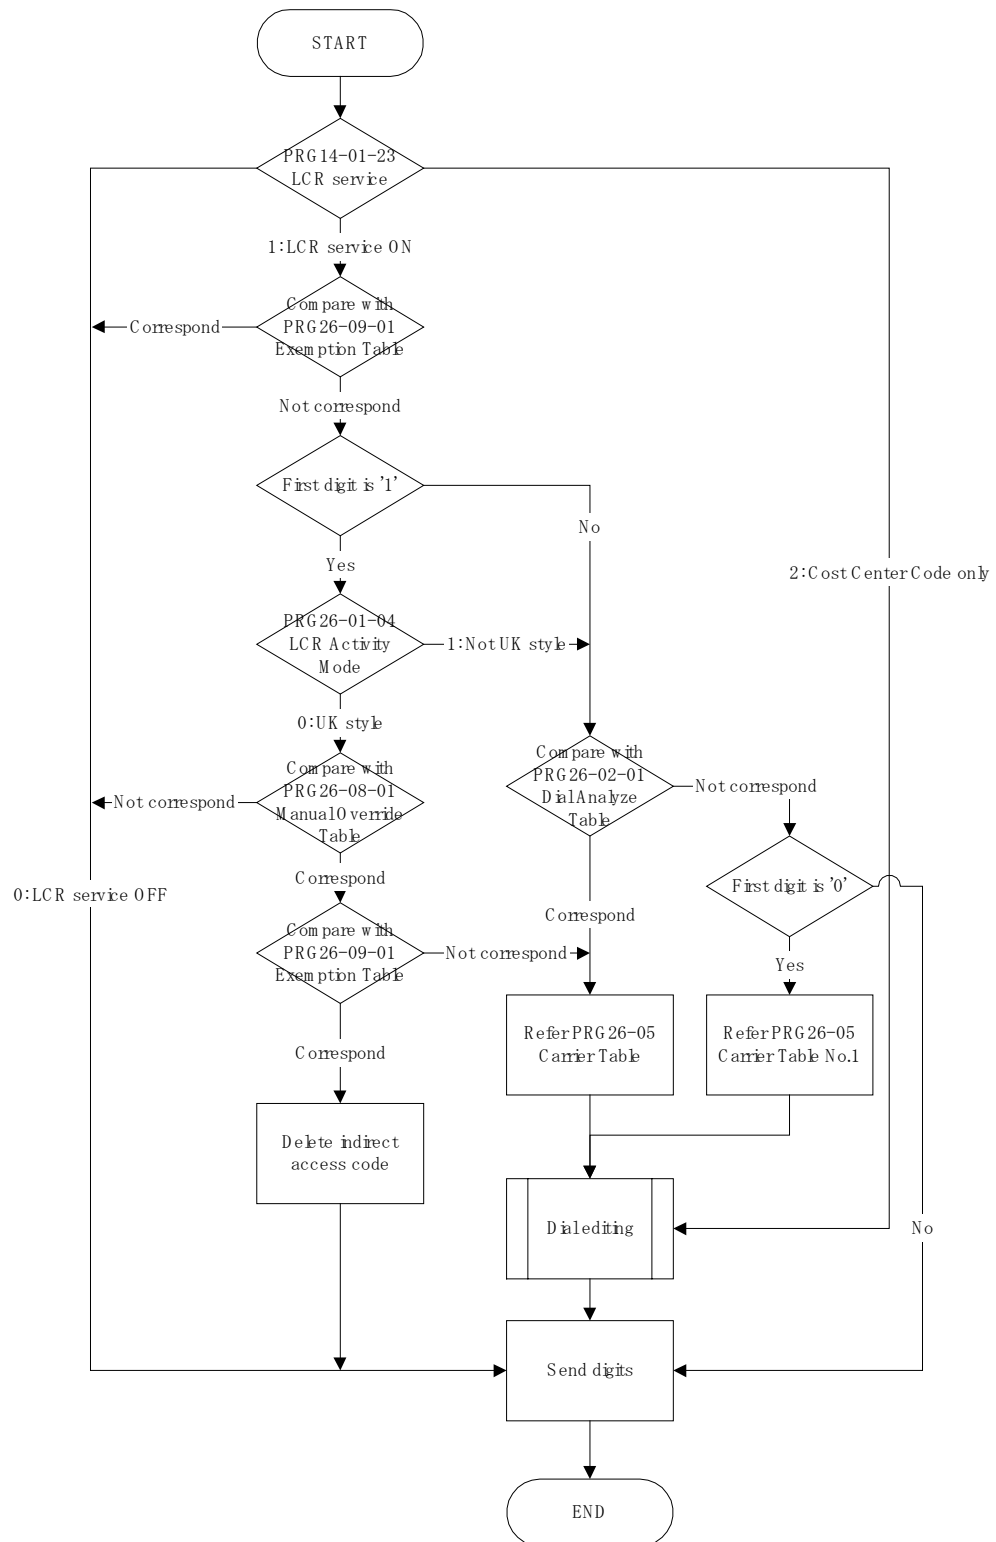 START
PRG14-01-23
LCR service
1:LCR service ON
Compare with
PRG26-09-01
Exemption Table
Correspond
Not correspond
First digit is '1'
No
Yes
2:Cost Center Code only
PRG26-01-04
LCR Activity
Mode
1:Not UK style
0:UK style
Compare with
PRG26-08-01
Manual Override
Table
Not correspond
Compare with
PRG26-02-01
Dial Analyze
Table
Not correspond
Correspond
0:LCR service OFF
First digit is '0'
Correspond
Compare with
PRG26-09-01
Exemption Table
Not correspond
Yes
Refer PRG26-05
Carrier Table
Refer PRG26-05
Carrier Table No.1
Correspond
Delete indirect
access code
Dial editing
No
Send digits
END